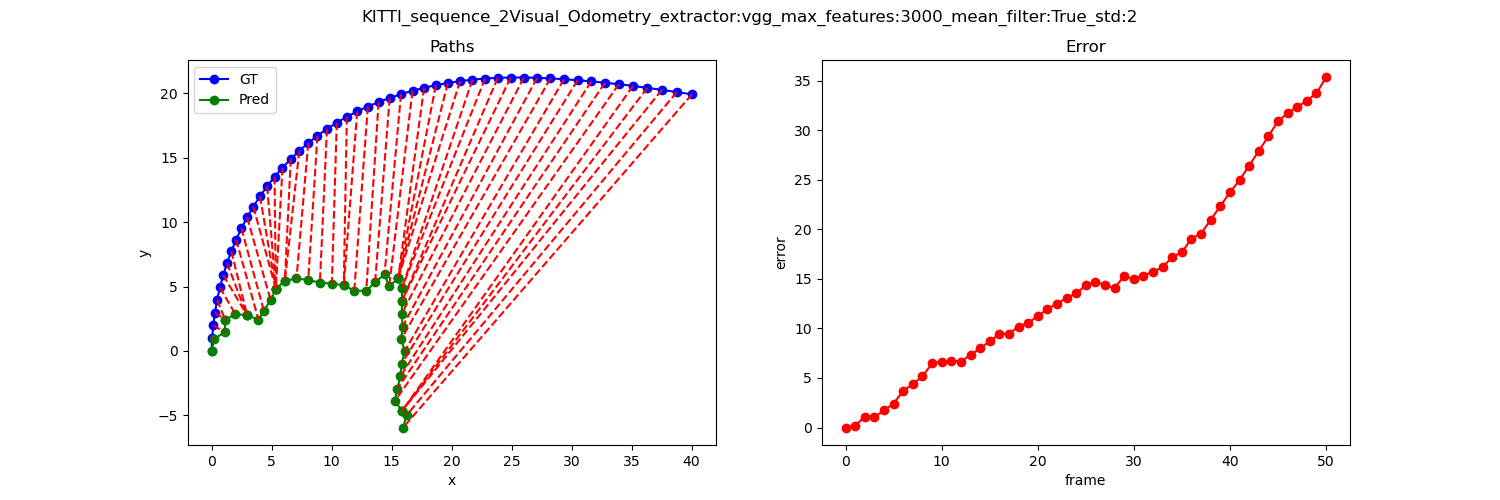 KITTI_sequence_2Visual_Odometry_extractor:vgg_max_features:3000_mean_filter:True_std:2
Paths
GT
Pred
20
15
10
5
0
−5
y
0 5 10 15 20 25 30 35 40
x
Error
35
30
25
20
15
10
5
0
error
0 10 20 30 40 50
frame